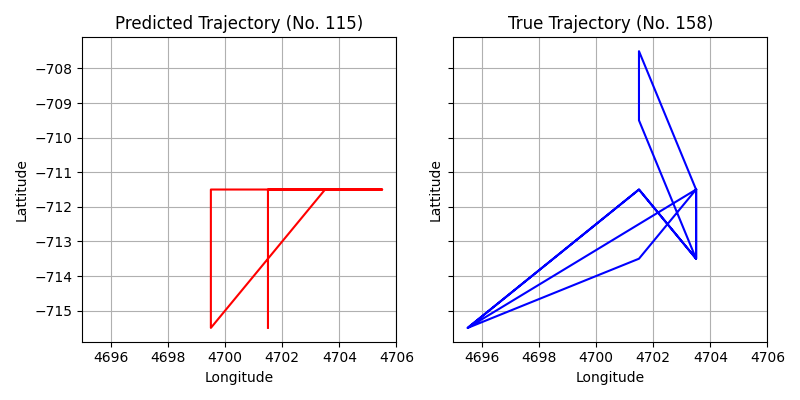 Predicted Trajectory (No. 115)
True Trajectory (No. 158)
−708
−709
−710
−711
−712
−713
−714
−715
Lattitude
Lattitude
4696 4698 4700 4702 4704 4706
4696 4698 4700 4702 4704 4706
Longitude
Longitude